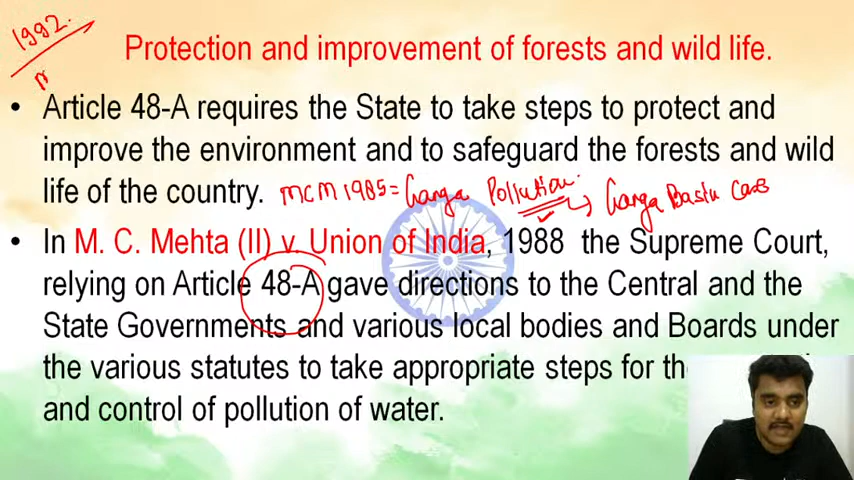 1992.
Protection and improvement of forests and wild life.
• Article 48-A requires the State to take steps to protect and
improve the environment and to safeguard the forests and wild
life of the country. MCM 1985 = Ganga Pollution. → Ganga Basin Case
• In M. C. Mehta (II) v. Union of India, 1988 the Supreme Court,
relying on Article 48-A gave directions to the Central and the
State Governments and various local bodies and Boards under
the various statutes to take appropriate steps for the
and control of pollution of water.